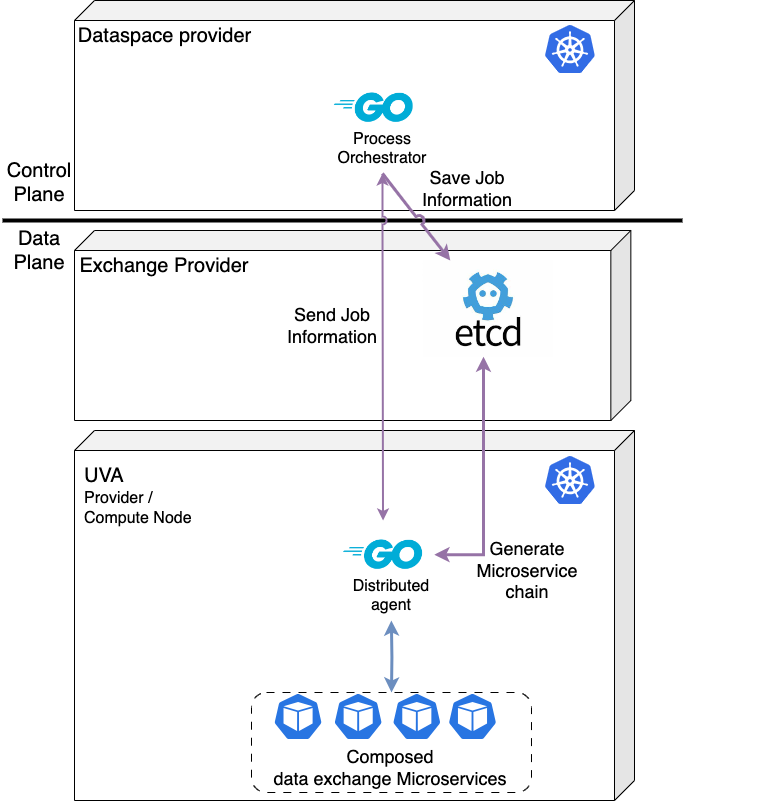 Dataspace provider
GO
Process
Orchestrator
Control
Plane
Save Job
Information
Data
Plane
Exchange Provider
etcd
Send Job
Information
UVA
Provider /
Compute Node
GO
Distributed
agent
Generate
Microservice
chain
Composed
data exchange Microservices